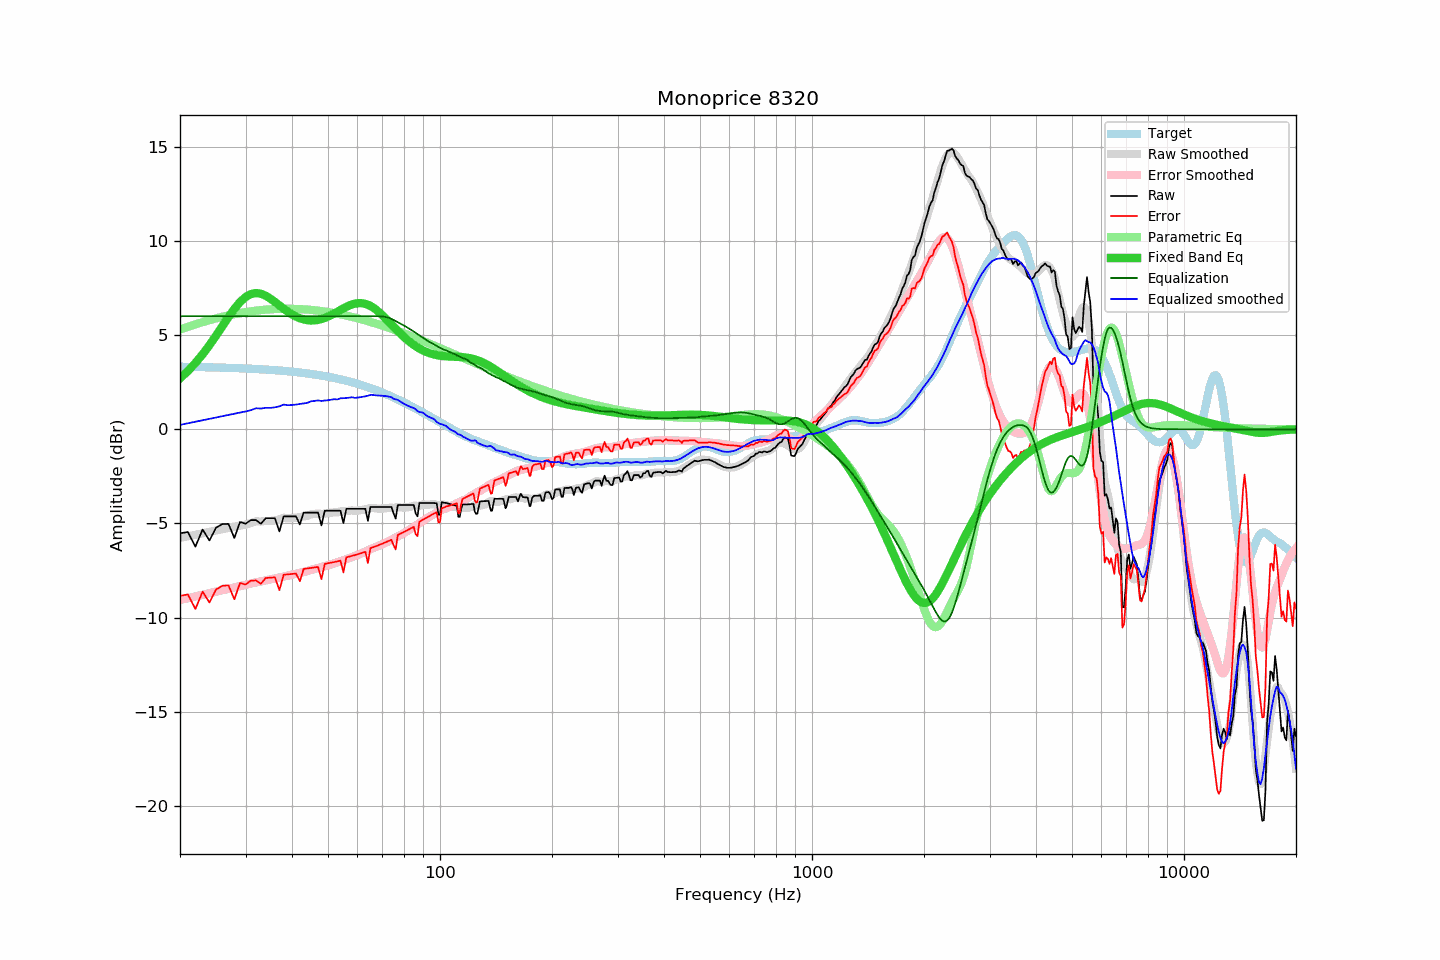 Monoprice 8320
15
10
5
0
−5
−10
−15
−20
Amplitude (dBr)
100
1000
10000
Frequency (Hz)
Target
Raw Smoothed
Error Smoothed
Raw
Error
Parametric Eq
Fixed Band Eq
Equalization
Equalized smoothed